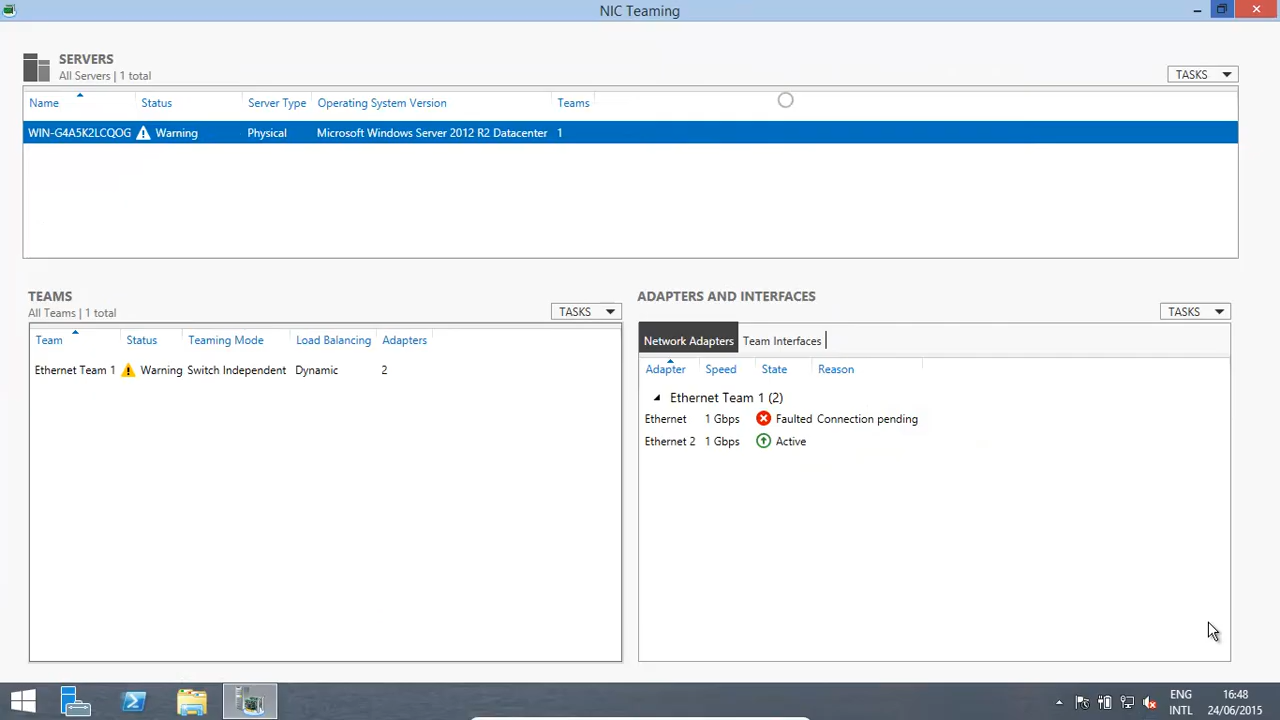 NIC Teaming
SERVERS
All Servers | 1 total
TASKS
Name Status Server Type Operating System Version Teams
WIN-G4A5K2LCQOG Warning Physical Microsoft Windows Server 2012 R2 Datacenter 1
TEAMS
All Teams | 1 total
TASKS
Team Status Teaming Mode Load Balancing Adapters
Ethernet Team 1 Warning Switch Independent Dynamic 2
ADAPTERS AND INTERFACES
TASKS
Network Adapters Team Interfaces
Adapter Speed State Reason
Ethernet Team 1 (2)
Ethernet 1 Gbps Faulted Connection pending
Ethernet 2 1 Gbps Active
ENG 16:48
INTL 24/06/2015